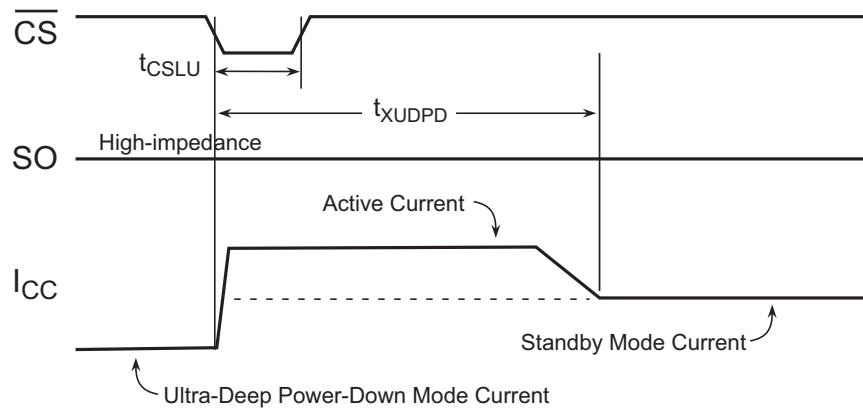 CS
tCSLU
tXUDPD
High-impedance
SO
Active Current
ICC
Standby Mode Current
Ultra-Deep Power-Down Mode Current